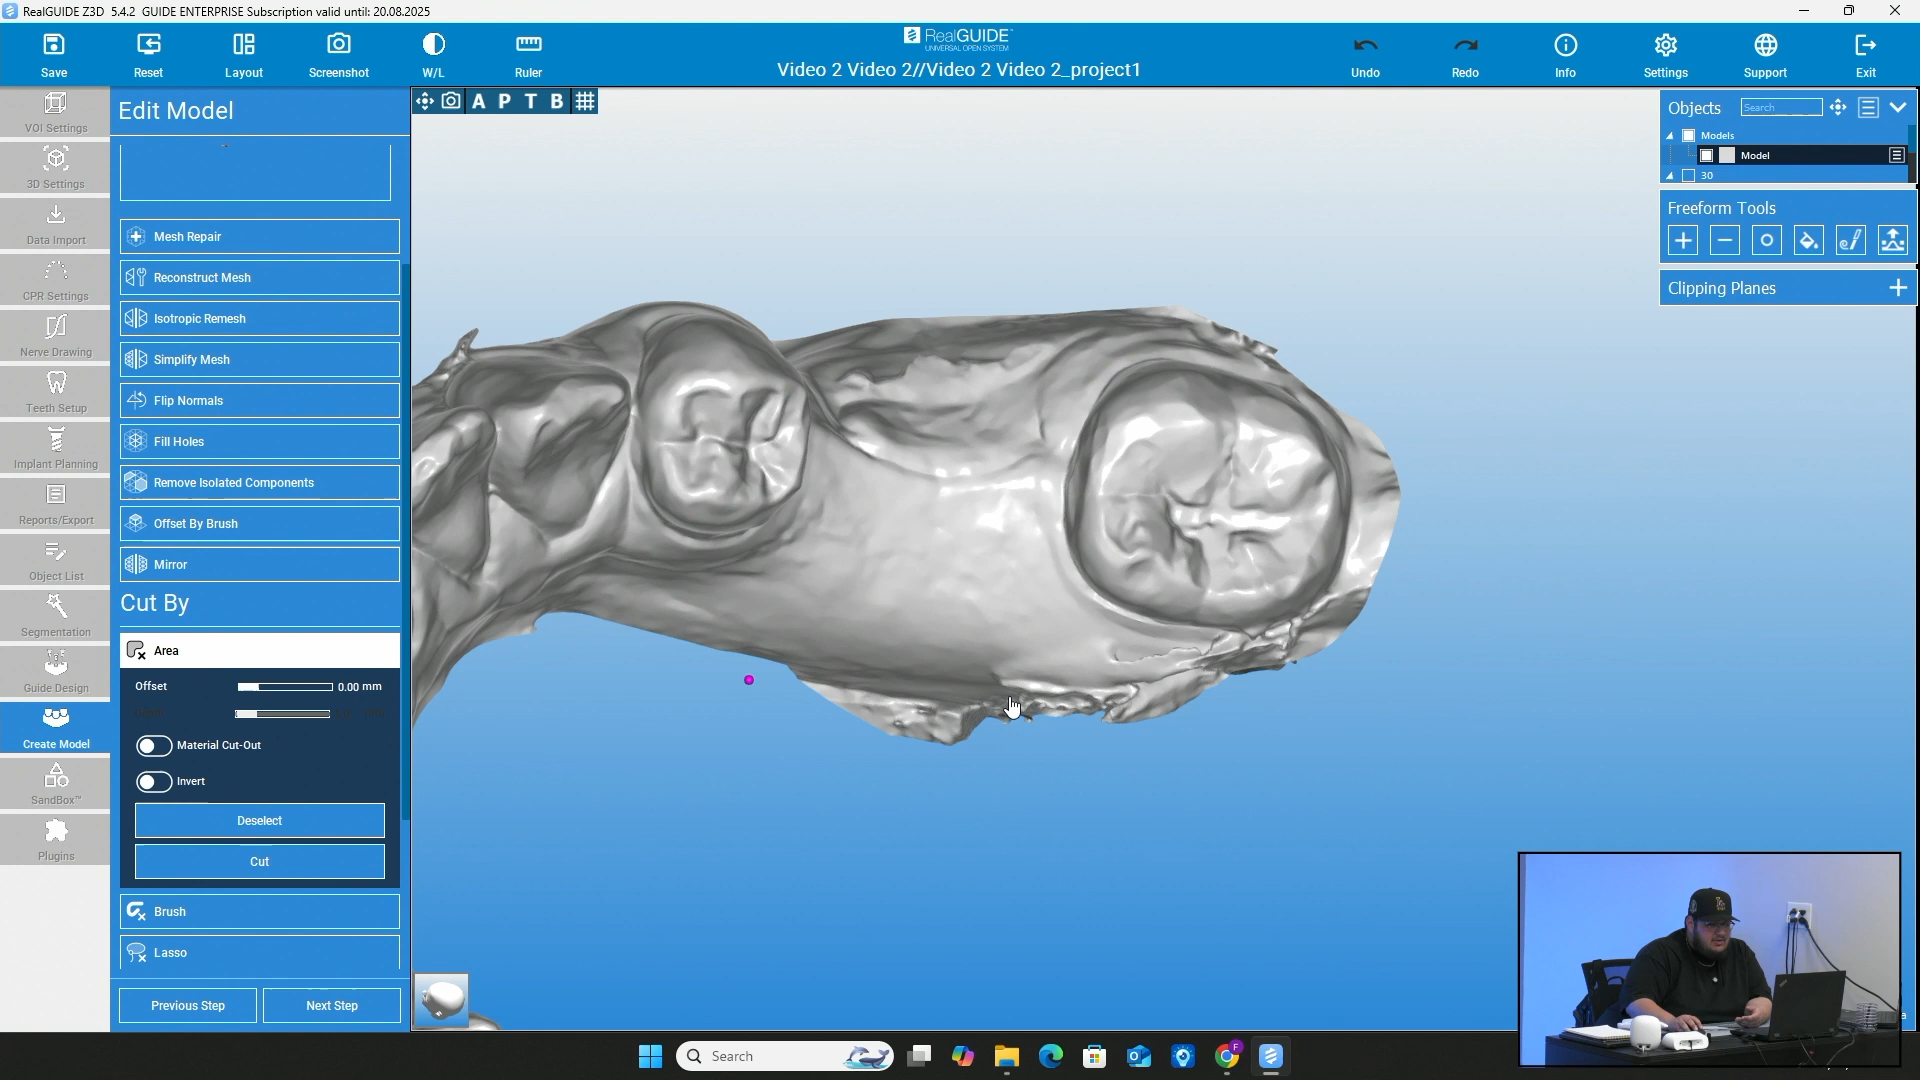 RealGUIDE Z3D 5.4.2 GUIDE ENTERPRISE Subscription valid until: 20.08.2025
Save
Reset
Layout
Screenshot
W/L
Ruler
RealGUIDE
UNIVERSAL OPEN SYSTEM
Video 2 Video 2//Video 2 Video 2_project1
Undo
Redo
Info
Settings
Support
Exit
VOI Settings
3D Settings
Data Import
CPR Settings
Nerve Drawing
Teeth Setup
Implant Planning
Reports/Export
Object List
Segmentation
Guide Design
Create Model
SandBox™
Plugins
Edit Model
Mesh Repair
Reconstruct Mesh
Isotropic Remesh
Simplify Mesh
Flip Normals
Fill Holes
Remove Isolated Components
Offset By Brush
Mirror
Cut By
Area
Offset 0.00 mm
Material Cut-Out
Invert
Deselect
Cut
Brush
Lasso
Previous Step
Next Step
A P T B
Objects
Search
Models
Model
30
Freeform Tools
Clipping Planes
Search